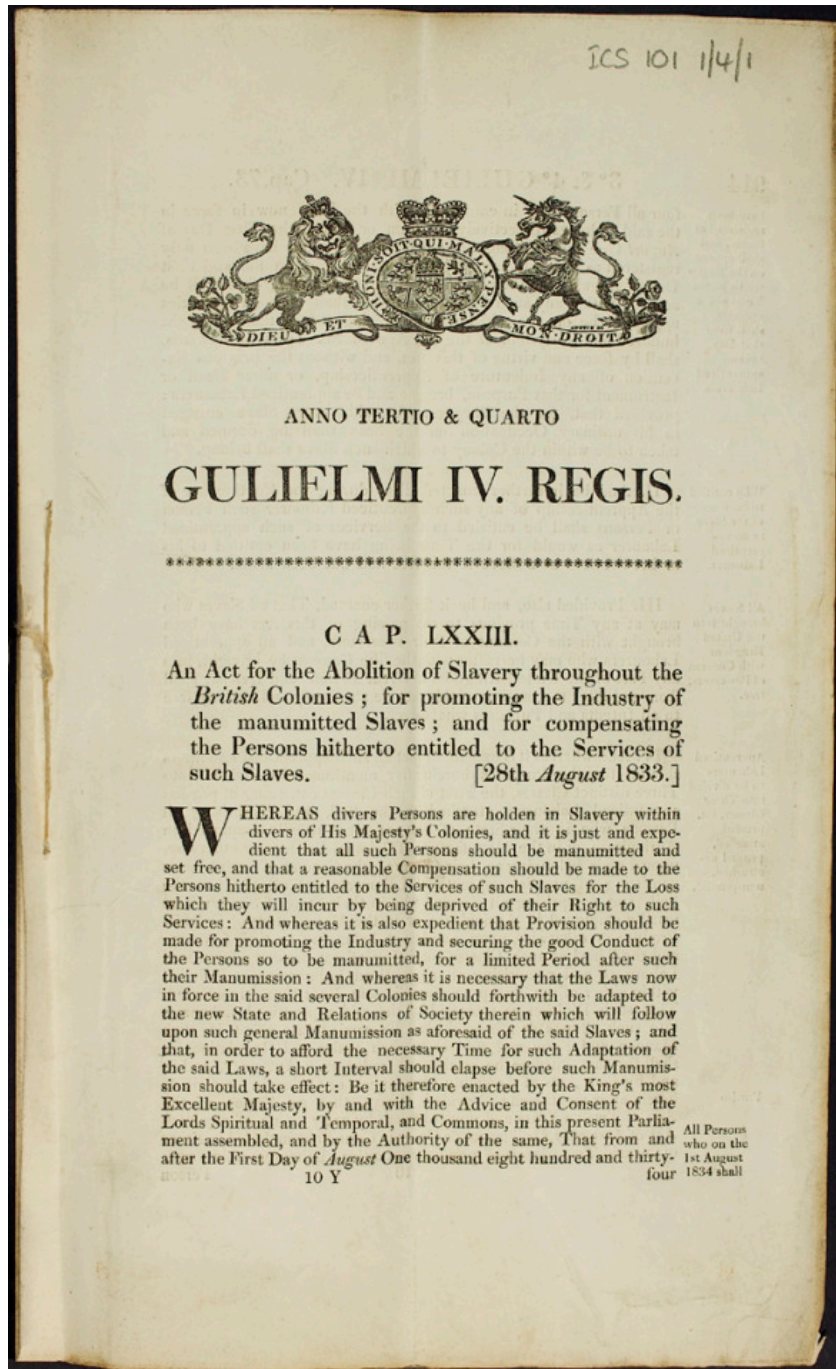 ICS 101 1/4/1
HONI·SOIT·QUI·MAL·Y·PENSE
DIEU ET MON·DROIT
ANNO TERTIO & QUARTO
GULIELMI IV. REGIS.
C A P. LXXIII.
An Act for the Abolition of Slavery throughout the
British Colonies ; for promoting the Industry of
the manumitted Slaves ; and for compensating
the Persons hitherto entitled to the Services of
such Slaves. [28th August 1833.]
WHEREAS divers Persons are holden in Slavery within
divers of His Majesty's Colonies, and it is just and expe-
dient that all such Persons should be manumitted and
set free, and that a reasonable Compensation should be made to the
Persons hitherto entitled to the Services of such Slaves for the Loss
which they will incur by being deprived of their Right to such
Services : And whereas it is also expedient that Provision should be
made for promoting the Industry and securing the good Conduct of
the Persons so to be manumitted, for a limited Period after such
their Manumission : And whereas it is necessary that the Laws now
in force in the said several Colonies should forthwith be adapted to
the new State and Relations of Society therein which will follow
upon such general Manumission as aforesaid of the said Slaves ; and
that, in order to afford the necessary Time for such Adaptation of
the said Laws, a short Interval should elapse before such Manumis-
sion should take effect : Be it therefore enacted by the King's most
Excellent Majesty, by and with the Advice and Consent of the
Lords Spiritual and Temporal, and Commons, in this present Parlia-
ment assembled, and by the Authority of the same, That from and
after the First Day of August One thousand eight hundred and thirty-
10 Y four
All Persons
who on the
1st August
1834 shall